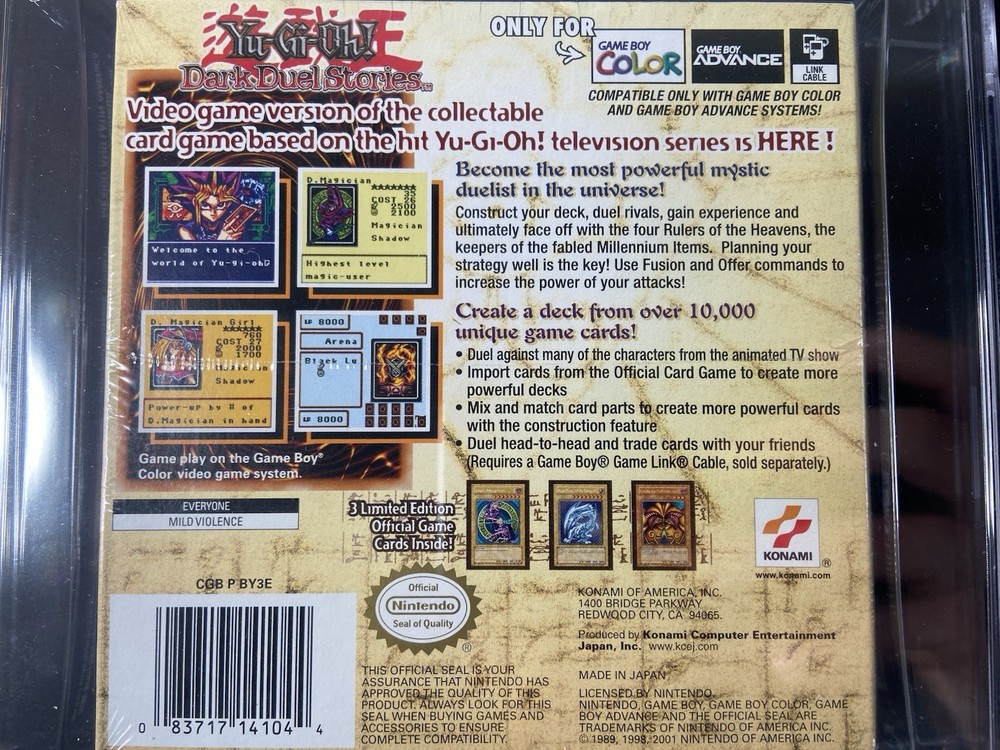 遊戯王
Yu-Gi-Oh!
Dark Duel Stories™
ONLY FOR
GAME BOY COLOR
GAME BOY ADVANCE
LINK CABLE
COMPATIBLE ONLY WITH GAME BOY COLOR
AND GAME BOY ADVANCE SYSTEMS!
Video game version of the collectable
card game based on the hit Yu-Gi-Oh! television series is HERE !
Welcome to the
world of Yu-gi-oh
D.Magician
35
COST 26
2500
2100
Magician
Shadow
Highest level
magic-user
D. Magician Girl
760
COST 27
2000
1700
Magician
Shadow
Power-up by # of
D.Magician in hand
LP 8000
Arena
Black Lu
LP 8000
Game play on the Game Boy®
Color video game system.
Become the most powerful mystic
duelist in the universe!
Construct your deck, duel rivals, gain experience and
ultimately face off with the four Rulers of the Heavens, the
keepers of the fabled Millennium Items. Planning your
strategy well is the key! Use Fusion and Offer commands to
increase the power of your attacks!
Create a deck from over 10,000
unique game cards!
• Duel against many of the characters from the animated TV show
• Import cards from the Official Card Game to create more
powerful decks
• Mix and match card parts to create more powerful cards
with the construction feature
• Duel head-to-head and trade cards with your friends
(Requires a Game Boy® Game Link® Cable, sold separately.)
EVERYONE
MILD VIOLENCE
3 Limited Edition
Official Game
Cards Inside!
KONAMI®
www.konami.com
CGB P BY3E
0 83717 14104 4
Official
Nintendo
Seal of Quality
®
THIS OFFICIAL SEAL IS YOUR
ASSURANCE THAT NINTENDO HAS
APPROVED THE QUALITY OF THIS
PRODUCT. ALWAYS LOOK FOR THIS
SEAL WHEN BUYING GAMES AND
ACCESSORIES TO ENSURE
COMPLETE COMPATIBILITY.
KONAMI OF AMERICA, INC.
1400 BRIDGE PARKWAY
REDWOOD CITY, CA 94065.
Produced by Konami Computer Entertainment
Japan, Inc. www.kcej.com
MADE IN JAPAN
LICENSED BY NINTENDO.
NINTENDO, GAME BOY, GAME BOY COLOR, GAME
BOY ADVANCE AND THE OFFICIAL SEAL ARE
TRADEMARKS OF NINTENDO OF AMERICA INC.
© 1989, 1998, 2001 NINTENDO OF AMERICA INC.